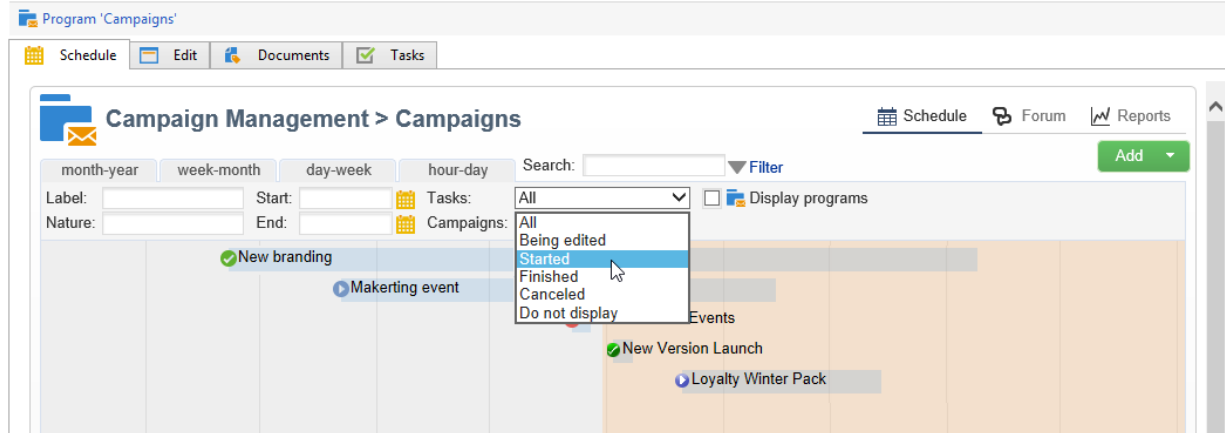 Program 'Campaigns'
Schedule Edit Documents Tasks
Campaign Management > Campaigns
Schedule Forum Reports
month-year week-month day-week hour-day Search: Filter Add
Label: Start: Tasks: All Display programs
Nature: End: Campaigns: All
Being edited
Started
Finished
Canceled
Do not display
New branding
Makerting event
Events
New Version Launch
Loyalty Winter Pack